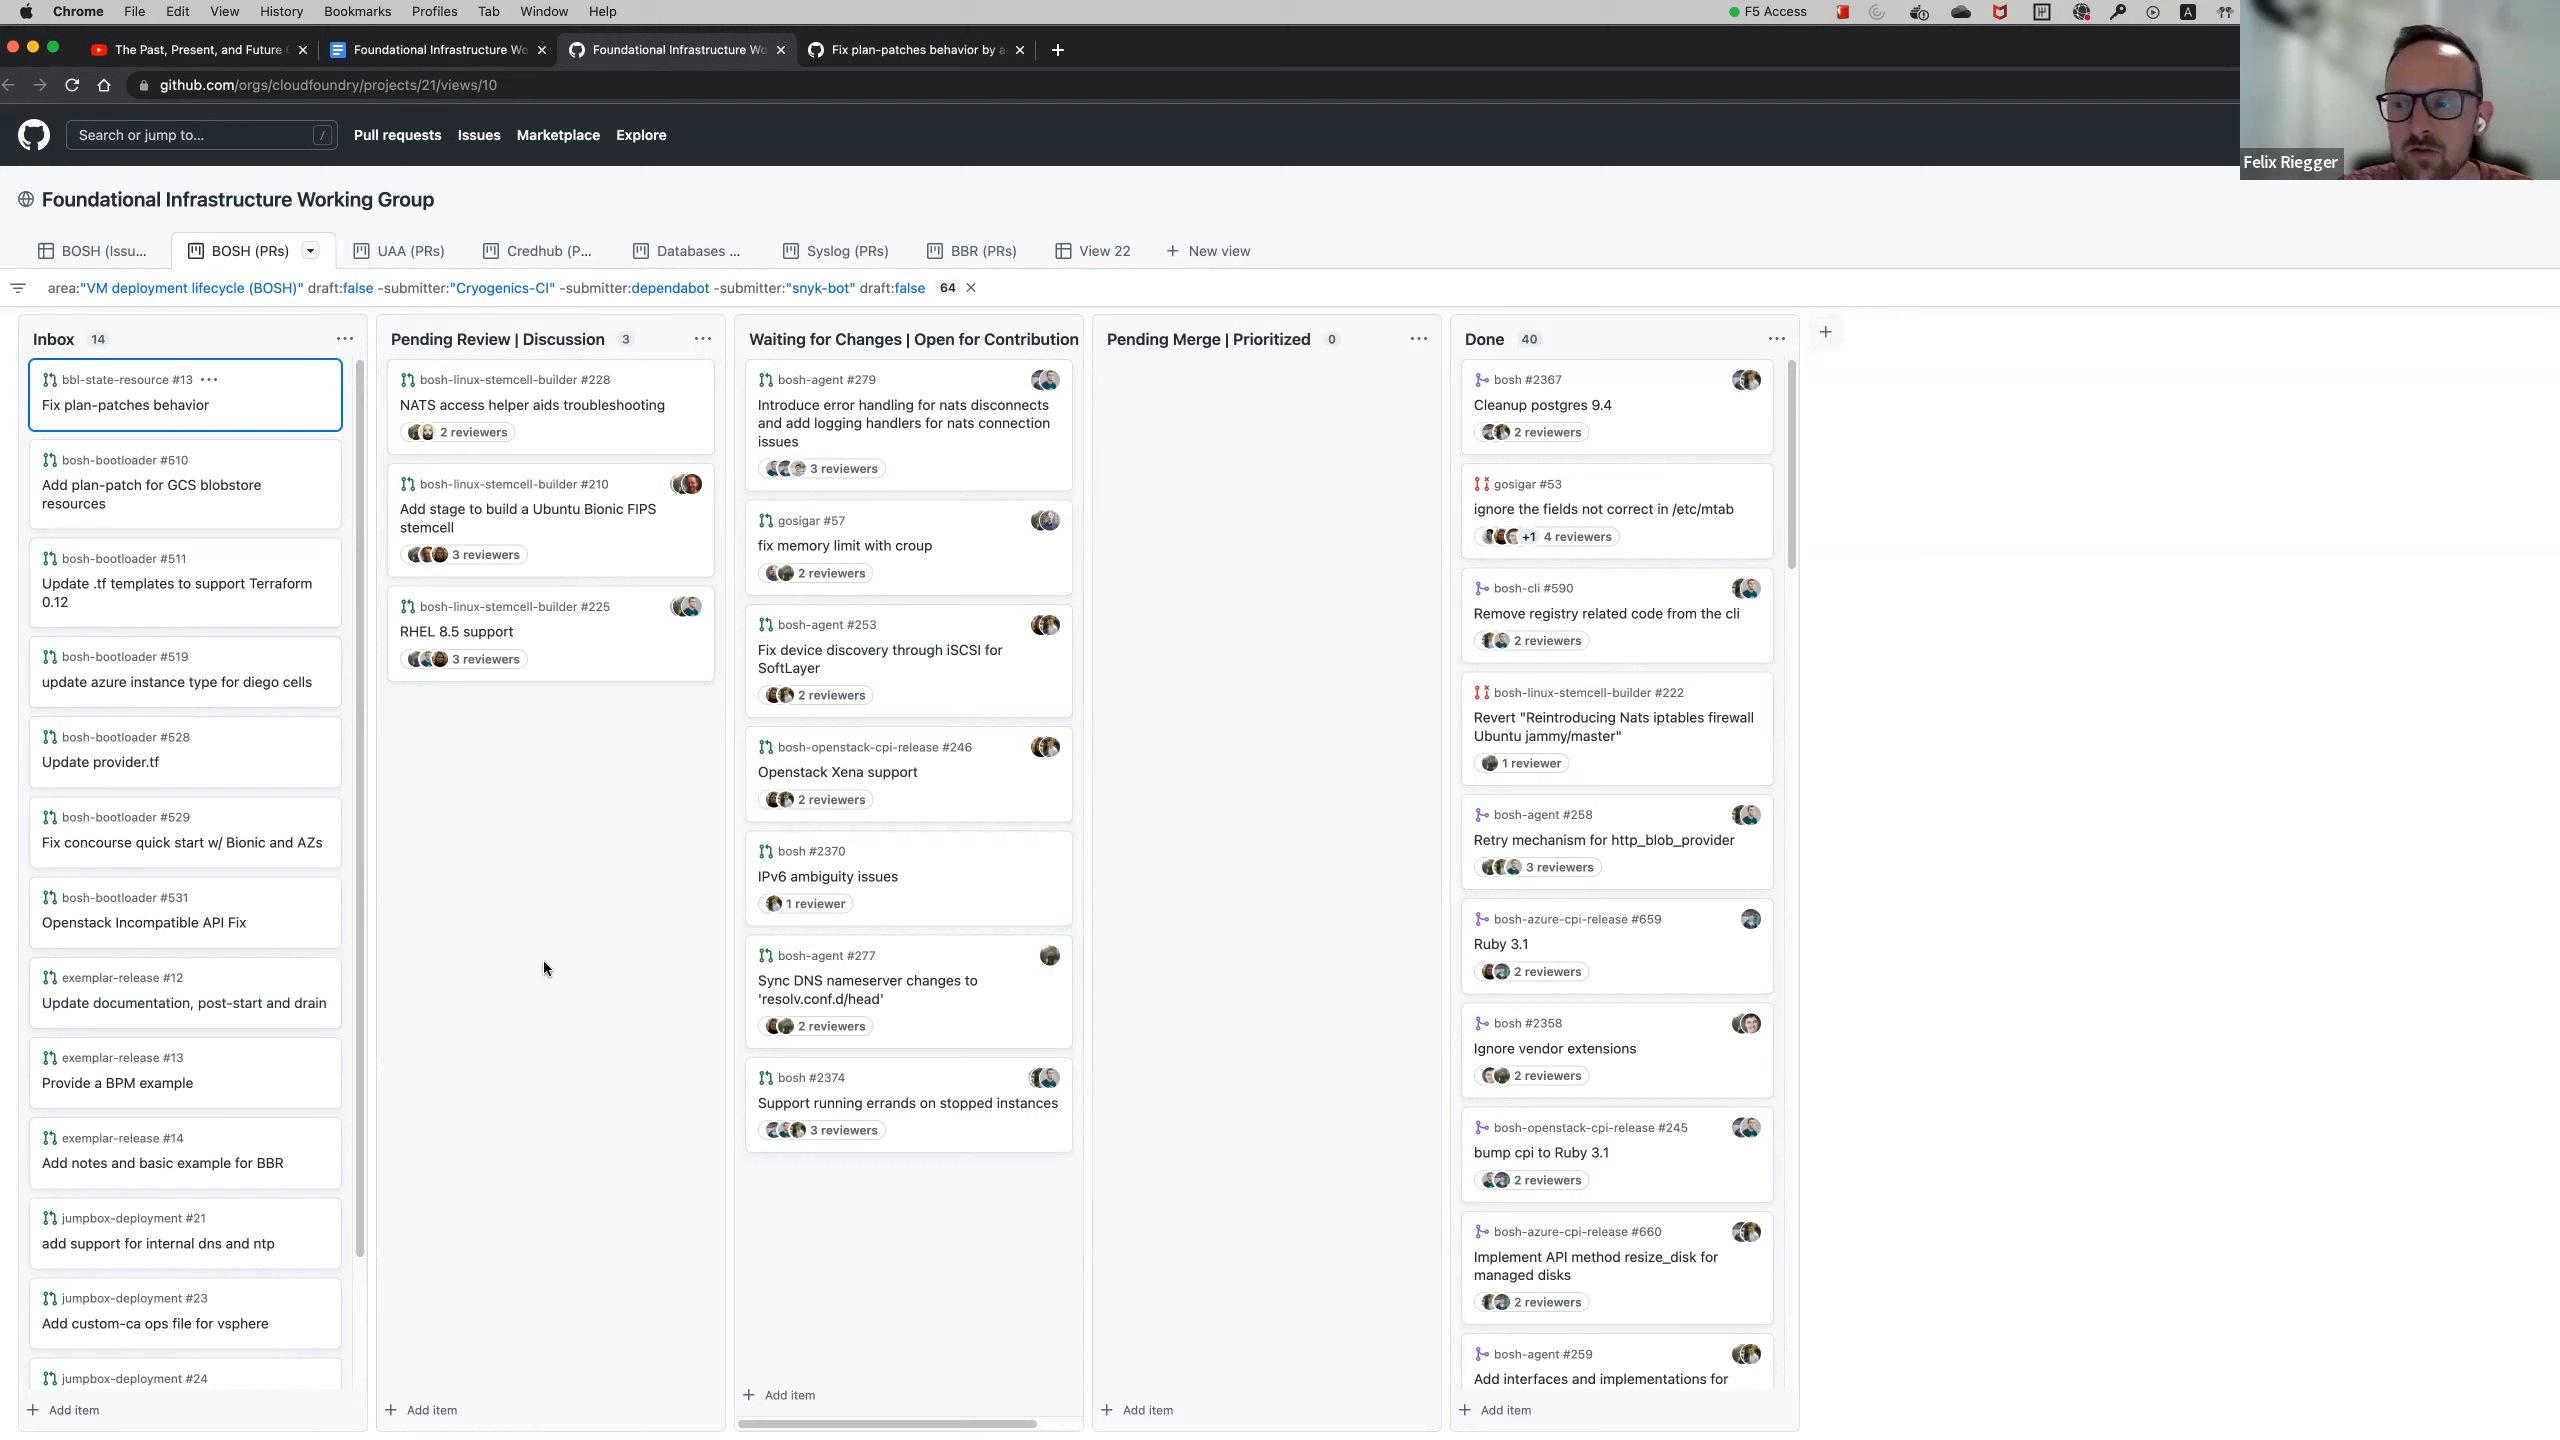 Chrome File Edit View History Bookmarks Profiles Tab Window Help
F5 Access
A
The Past, Present, and Future
Foundational Infrastructure Wo
Foundational Infrastructure Wo
Fix plan-patches behavior by a
github.com/orgs/cloudfoundry/projects/21/views/10
Felix Riegger
Search or jump to... /
Pull requests Issues Marketplace Explore
Foundational Infrastructure Working Group
BOSH (Issu...
BOSH (PRs)
UAA (PRs)
Credhub (P...
Databases ...
Syslog (PRs)
BBR (PRs)
View 22
+ New view
area:"VM deployment lifecycle (BOSH)" draft:false -submitter:"Cryogenics-CI" -submitter:dependabot -submitter:"snyk-bot" draft:false 64
Inbox 14
bbl-state-resource #13
Fix plan-patches behavior
bosh-bootloader #510
Add plan-patch for GCS blobstore
resources
bosh-bootloader #511
Update .tf templates to support Terraform
0.12
bosh-bootloader #519
update azure instance type for diego cells
bosh-bootloader #528
Update provider.tf
bosh-bootloader #529
Fix concourse quick start w/ Bionic and AZs
bosh-bootloader #531
Openstack Incompatible API Fix
exemplar-release #12
Update documentation, post-start and drain
exemplar-release #13
Provide a BPM example
exemplar-release #14
Add notes and basic example for BBR
jumpbox-deployment #21
add support for internal dns and ntp
jumpbox-deployment #23
Add custom-ca ops file for vsphere
jumpbox-deployment #24
+ Add item
Pending Review | Discussion 3
bosh-linux-stemcell-builder #228
NATS access helper aids troubleshooting
2 reviewers
bosh-linux-stemcell-builder #210
Add stage to build a Ubuntu Bionic FIPS
stemcell
3 reviewers
bosh-linux-stemcell-builder #225
RHEL 8.5 support
3 reviewers
+ Add item
Waiting for Changes | Open for Contribution
bosh-agent #279
Introduce error handling for nats disconnects
and add logging handlers for nats connection
issues
3 reviewers
gosigar #57
fix memory limit with croup
2 reviewers
bosh-agent #253
Fix device discovery through iSCSI for
SoftLayer
2 reviewers
bosh-openstack-cpi-release #246
Openstack Xena support
2 reviewers
bosh #2370
IPv6 ambiguity issues
1 reviewer
bosh-agent #277
Sync DNS nameserver changes to
'resolv.conf.d/head'
2 reviewers
bosh #2374
Support running errands on stopped instances
3 reviewers
+ Add item
Pending Merge | Prioritized 0
+ Add item
Done 40
bosh #2367
Cleanup postgres 9.4
2 reviewers
gosigar #53
ignore the fields not correct in /etc/mtab
+1 4 reviewers
bosh-cli #590
Remove registry related code from the cli
2 reviewers
bosh-linux-stemcell-builder #222
Revert "Reintroducing Nats iptables firewall
Ubuntu jammy/master"
1 reviewer
bosh-agent #258
Retry mechanism for http_blob_provider
3 reviewers
bosh-azure-cpi-release #659
Ruby 3.1
2 reviewers
bosh #2358
Ignore vendor extensions
2 reviewers
bosh-openstack-cpi-release #245
bump cpi to Ruby 3.1
2 reviewers
bosh-azure-cpi-release #660
Implement API method resize_disk for
managed disks
2 reviewers
bosh-agent #259
Add interfaces and implementations for
+ Add item